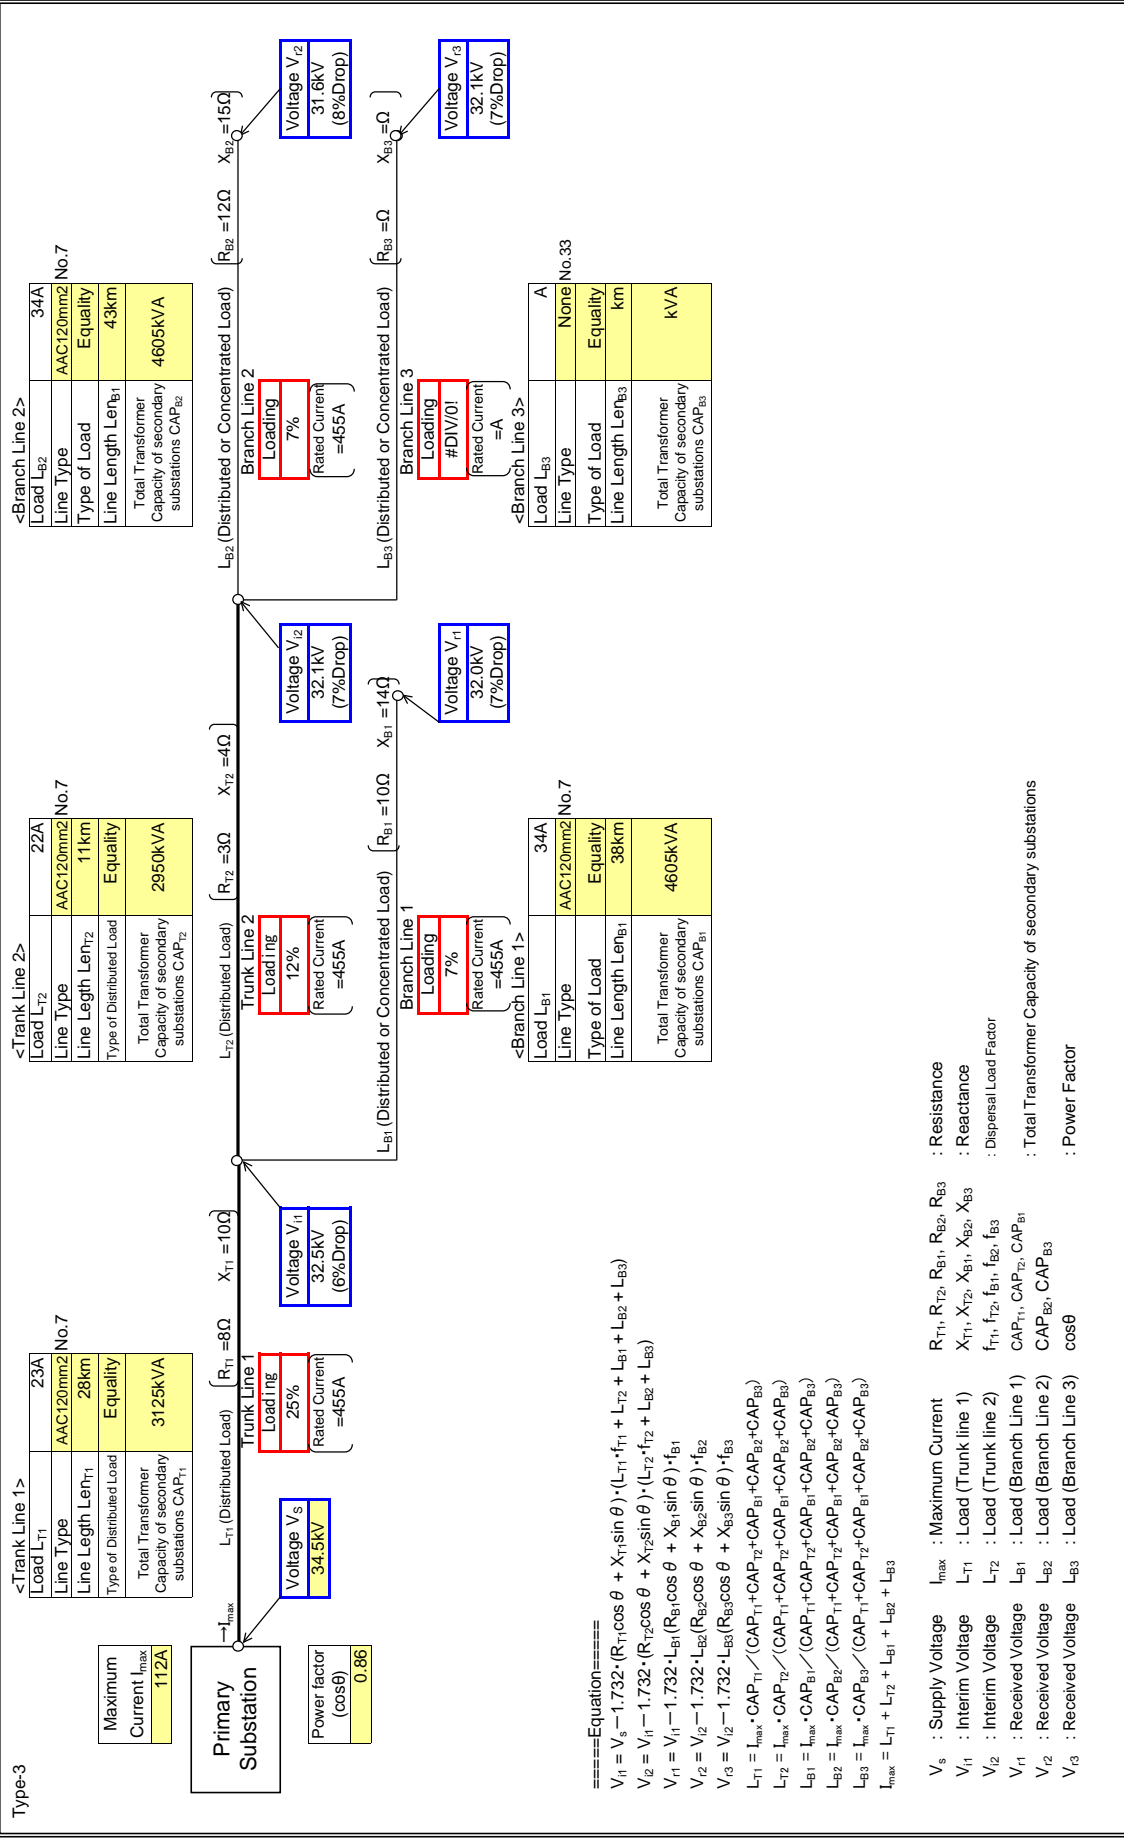 Type-3
Maximum
Current Imax
112A
Primary
Substation
Power factor
(cosθ)
0.86
→Imax
Voltage VS
34.5kV
<Trank Line 1>
Load LT1 23A
Line Type AAC120mm2 No.7
Line Legth LenT1 28km
Type of Distributed Load Equality
Total Transformer
Capacity of secondary
substations CAPT1
3125kVA
LT1 (Distributed Load)
RT1 =8Ω XT1 =10Ω
Trunk Line 1
Loading
25%
Rated Current
=455A
Voltage Vi1
32.5kV
(6%Drop)
<Trank Line 2>
Load LT2 22A
Line Type AAC120mm2 No.7
Line Legth LenT2 11km
Type of Distributed Load Equality
Total Transformer
Capacity of secondary
substations CAPT2
2950kVA
LT2 (Distributed Load)
RT2 =3Ω XT2 =4Ω
Trunk Line 2
Loading
12%
Rated Current
=455A
Voltage Vi2
32.1kV
(7%Drop)
LB1 (Distributed or Concentrated Load)
RB1 =10Ω XB1 =14Ω
Branch Line 1
Loading
7%
Rated Current
=455A
Voltage Vr1
32.0kV
(7%Drop)
<Branch Line 1>
Load LB1 34A
Line Type AAC120mm2 No.7
Type of Load Equality
Line Length LenB1 38km
Total Transformer
Capacity of secondary
substations CAPB1
4605kVA
<Branch Line 2>
Load LB2 34A
Line Type AAC120mm2 No.7
Type of Load Equality
Line Length LenB1 43km
Total Transformer
Capacity of secondary
substations CAPB2
4605kVA
LB2 (Distributed or Concentrated Load)
RB2 =12Ω XB2 =15Ω
Branch Line 2
Loading
7%
Rated Current
=455A
Voltage Vr2
31.6kV
(8%Drop)
LB3 (Distributed or Concentrated Load)
RB3 =Ω XB3 =Ω
Branch Line 3
Loading
#DIV/0!
Rated Current
=A
Voltage Vr3
32.1kV
(7%Drop)
<Branch Line 3>
Load LB3 A
Line Type None No.33
Type of Load Equality
Line Length LenB3 km
Total Transformer
Capacity of secondary
substations CAPB3
kVA
=====Equation=====
Vi1 = Vs－1.732･(RT1cos θ + XT1sin θ)･(LT1･fT1 + LT2 + LB1 + LB2 + LB3)
Vi2 = Vi1－1.732･(RT2cos θ + XT2sin θ)･(LT2･fT2 + LB2 + LB3)
Vr1 = Vi1－1.732･LB1(RB1cos θ + XB1sin θ)･fB1
Vr2 = Vi2－1.732･LB2(RB2cos θ + XB2sin θ)･fB2
Vr3 = Vi2－1.732･LB3(RB3cos θ + XB3sin θ)･fB3
LT1 = Imax･CAPT1／(CAPT1+CAPT2+CAPB1+CAPB2+CAPB3)
LT2 = Imax･CAPT2／(CAPT1+CAPT2+CAPB1+CAPB2+CAPB3)
LB1 = Imax･CAPB1／(CAPT1+CAPT2+CAPB1+CAPB2+CAPB3)
LB2 = Imax･CAPB2／(CAPT1+CAPT2+CAPB1+CAPB2+CAPB3)
LB3 = Imax･CAPB3／(CAPT1+CAPT2+CAPB1+CAPB2+CAPB3)
Imax = LT1 + LT2 + LB1 + LB2 + LB3
Vs : Supply Voltage Imax : Maximum Current RT1, RT2, RB1, RB2, RB3 : Resistance
Vi1 : Interim Voltage LT1 : Load (Trunk line 1) XT1, XT2, XB1, XB2, XB3 : Reactance
Vi2 : Interim Voltage LT2 : Load (Trunk line 2) fT1, fT2, fB1, fB2, fB3 : Dispersal Load Factor
Vr1 : Received Voltage LB1 : Load (Branch Line 1) CAPT1, CAPT2, CAPB1 : Total Transformer Capacity of secondary substations
Vr2 : Received Voltage LB2 : Load (Branch Line 2) CAPB2, CAPB3
Vr3 : Received Voltage LB3 : Load (Branch Line 3) cosθ : Power Factor